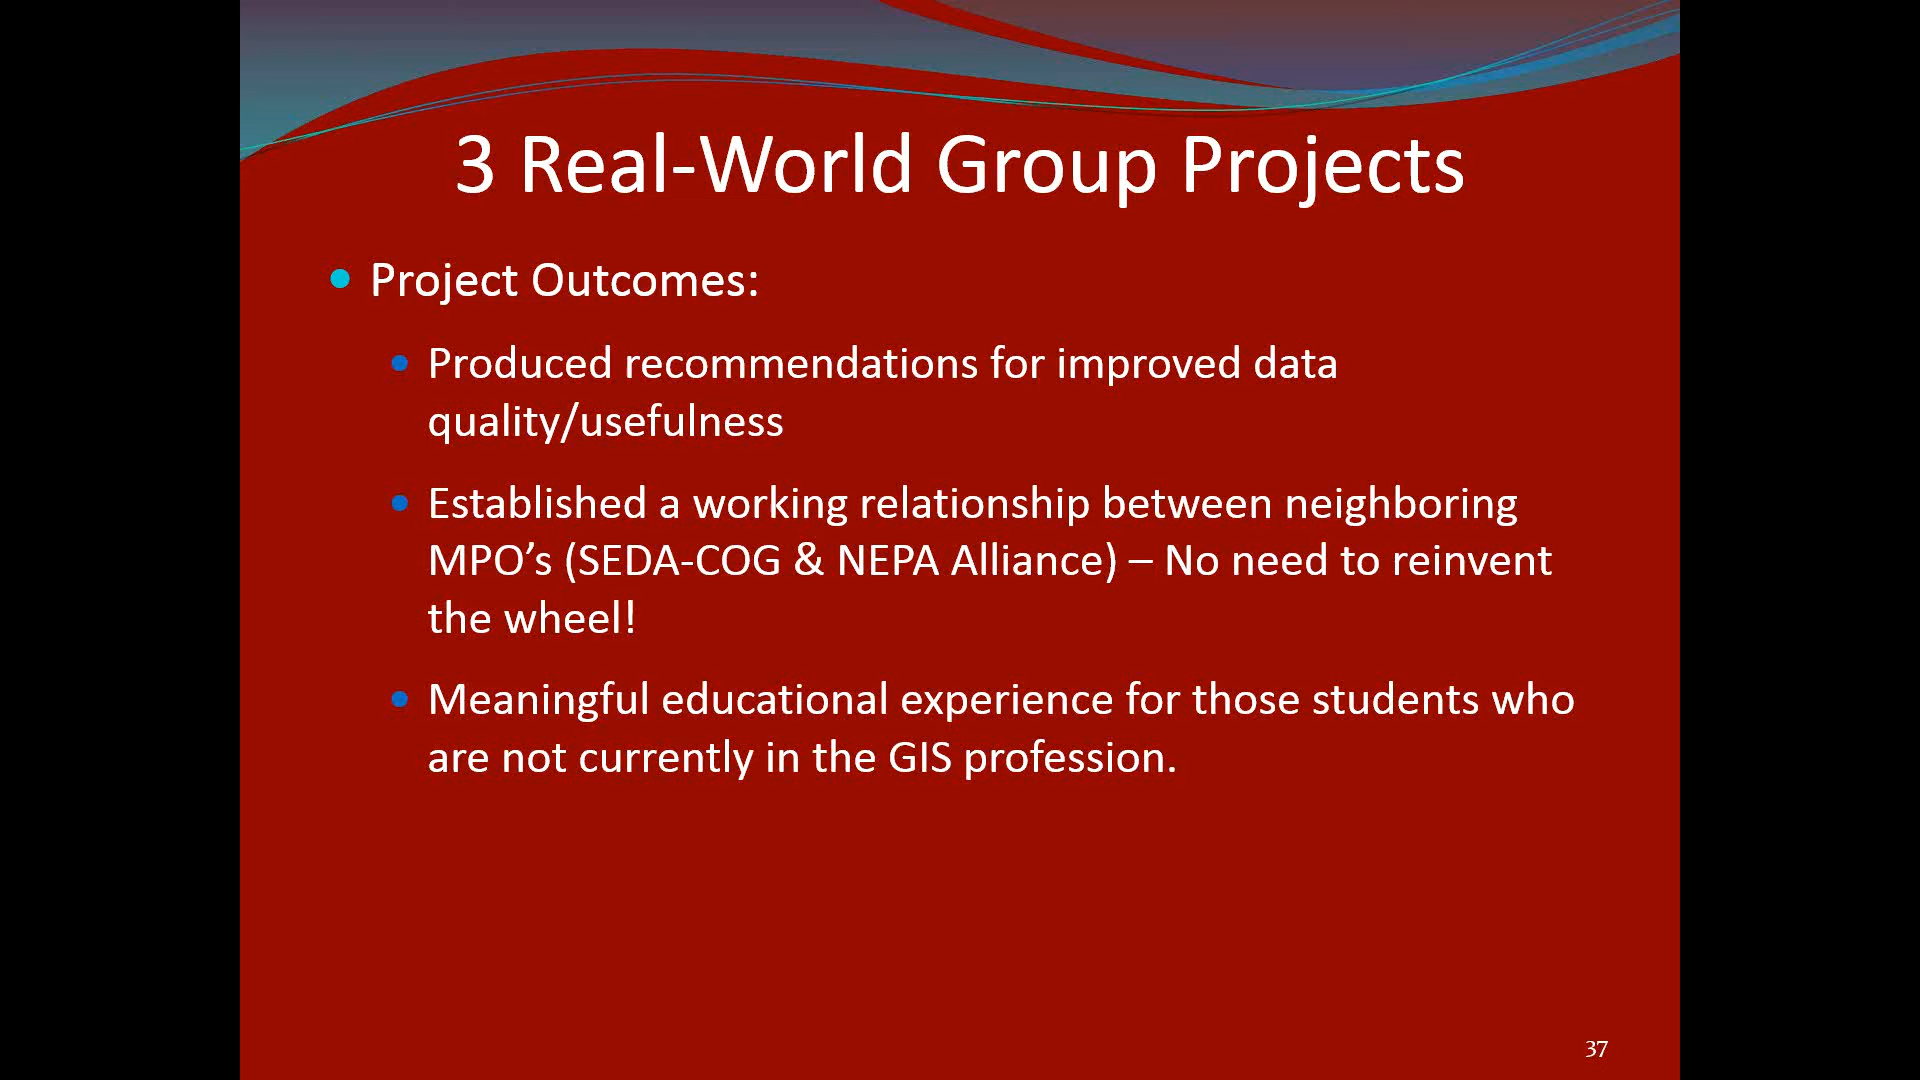 3 Real-World Group Projects
Project Outcomes:
Produced recommendations for improved data
quality/usefulness
Established a working relationship between neighboring
MPO’s (SEDA-COG & NEPA Alliance) – No need to reinvent
the wheel!
Meaningful educational experience for those students who
are not currently in the GIS profession.
37